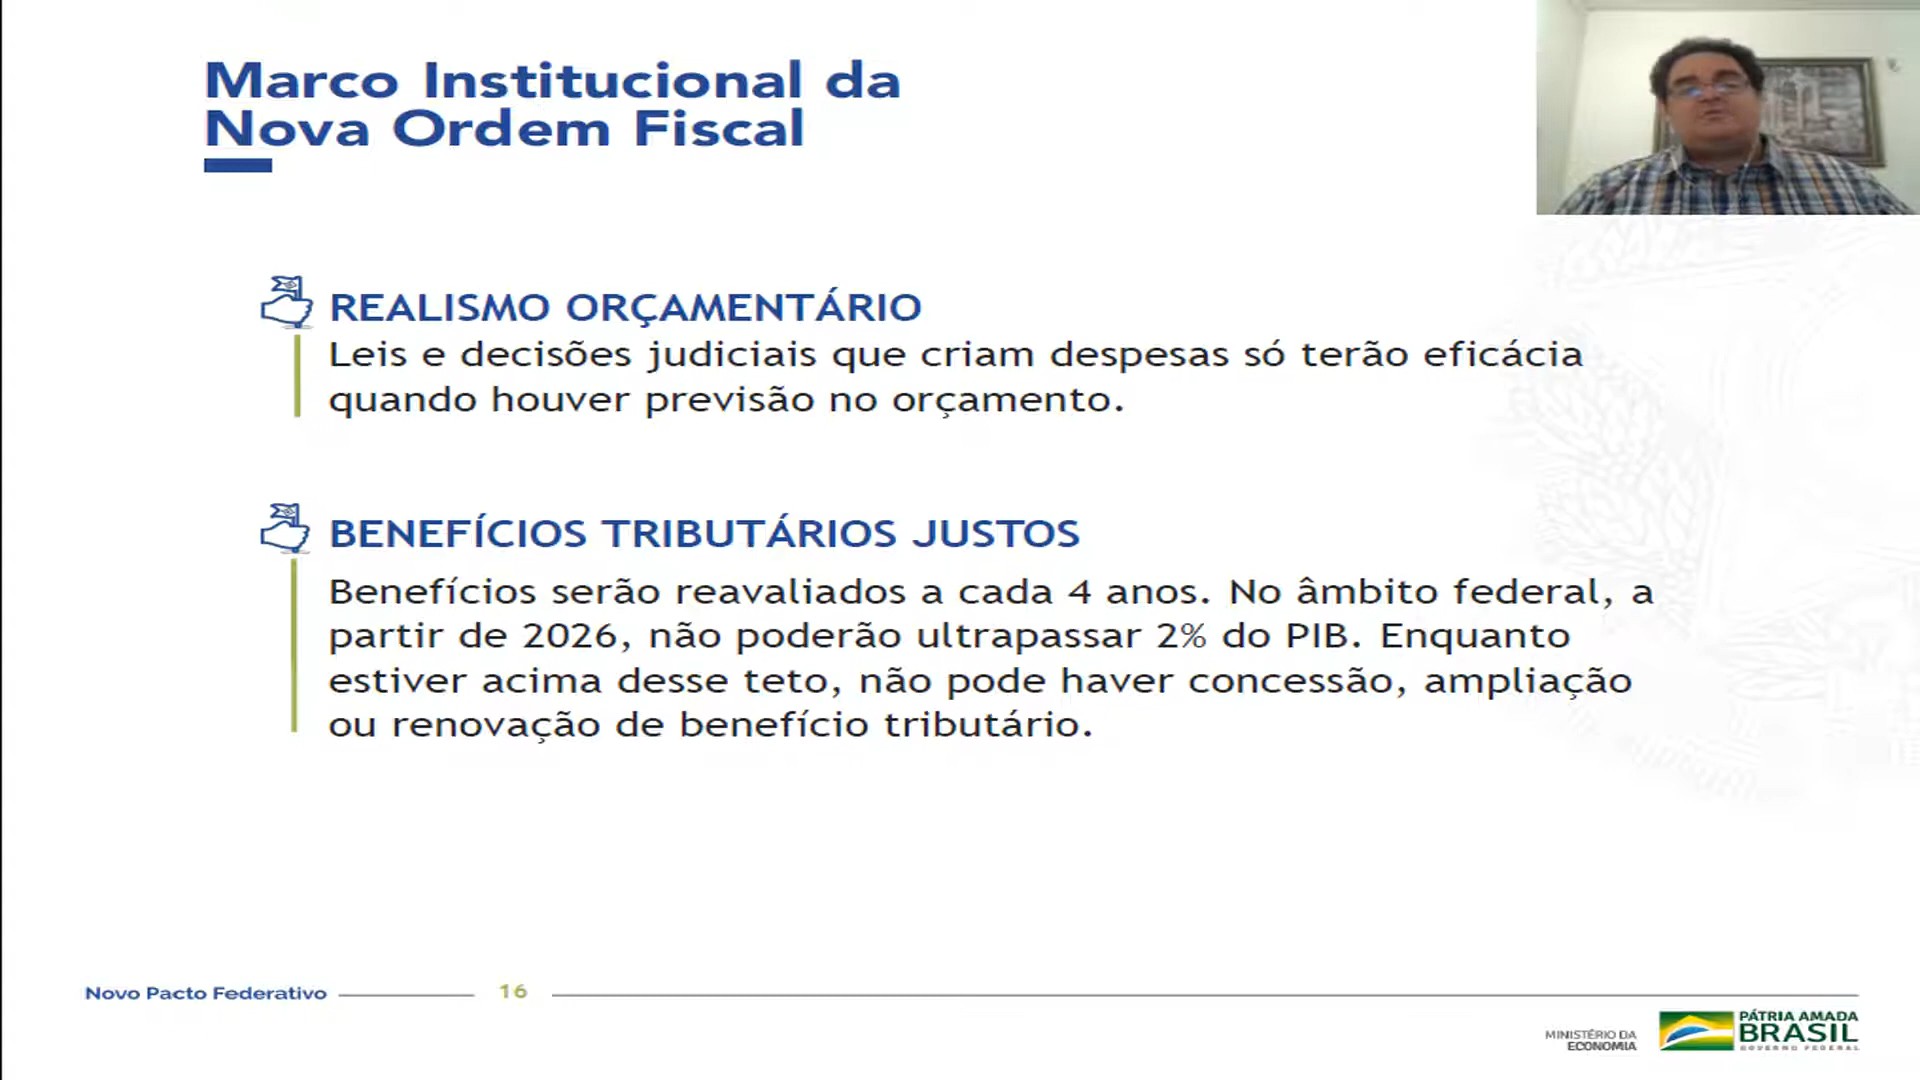 Marco Institucional da
Nova Ordem Fiscal
REALISMO ORÇAMENTÁRIO
Leis e decisões judiciais que criam despesas só terão eficácia
quando houver previsão no orçamento.
BENEFÍCIOS TRIBUTÁRIOS JUSTOS
Benefícios serão reavaliados a cada 4 anos. No âmbito federal, a
partir de 2026, não poderão ultrapassar 2% do PIB. Enquanto
estiver acima desse teto, não pode haver concessão, ampliação
ou renovação de benefício tributário.
Novo Pacto Federativo
16
MINISTÉRIO DA
ECONOMIA
PÁTRIA AMADA
BRASIL
GOVERNO FEDERAL